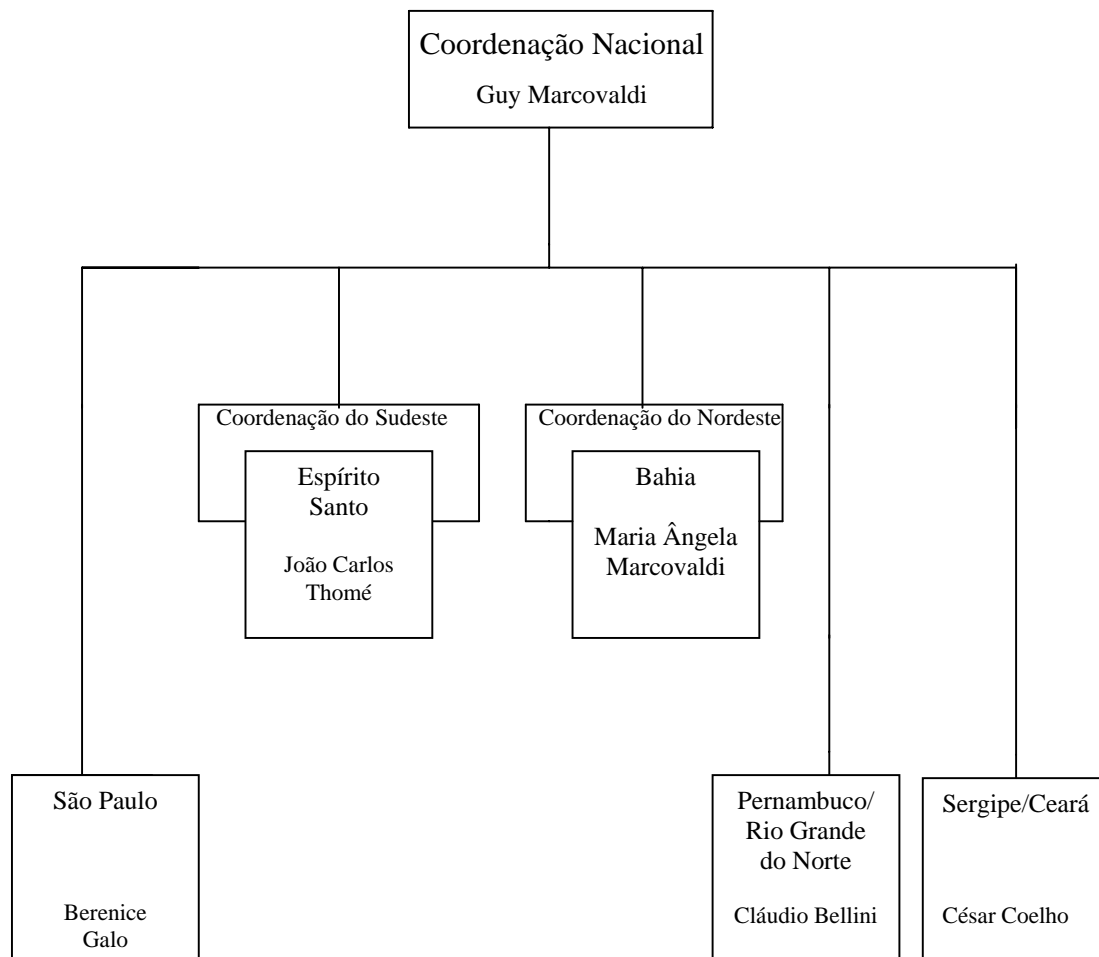 Coordenação Nacional
Guy Marcovaldi
Coordenação do Sudeste
Espírito
Santo
João Carlos
Thomé
Coordenação do Nordeste
Bahia
Maria Ângela
Marcovaldi
São Paulo
Berenice
Galo
Pernambuco/
Rio Grande
do Norte
Cláudio Bellini
Sergipe/Ceará
César Coelho